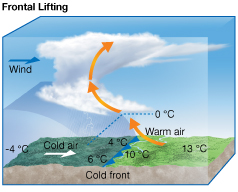 Frontal Lifting
Wind
0 °C
Warm air
-4 °C
Cold air
4 °C
13 °C
6 °C
10 °C
Cold front